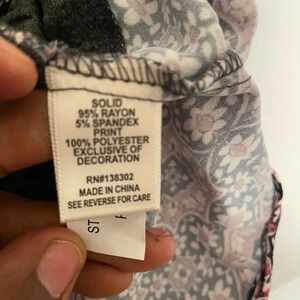 SOLID
95% RAYON
5% SPANDEX
PRINT
100% POLYESTER
EXCLUSIVE OF
DECORATION
RN#138302
MADE IN CHINA
SEE REVERSE FOR CARE
ST